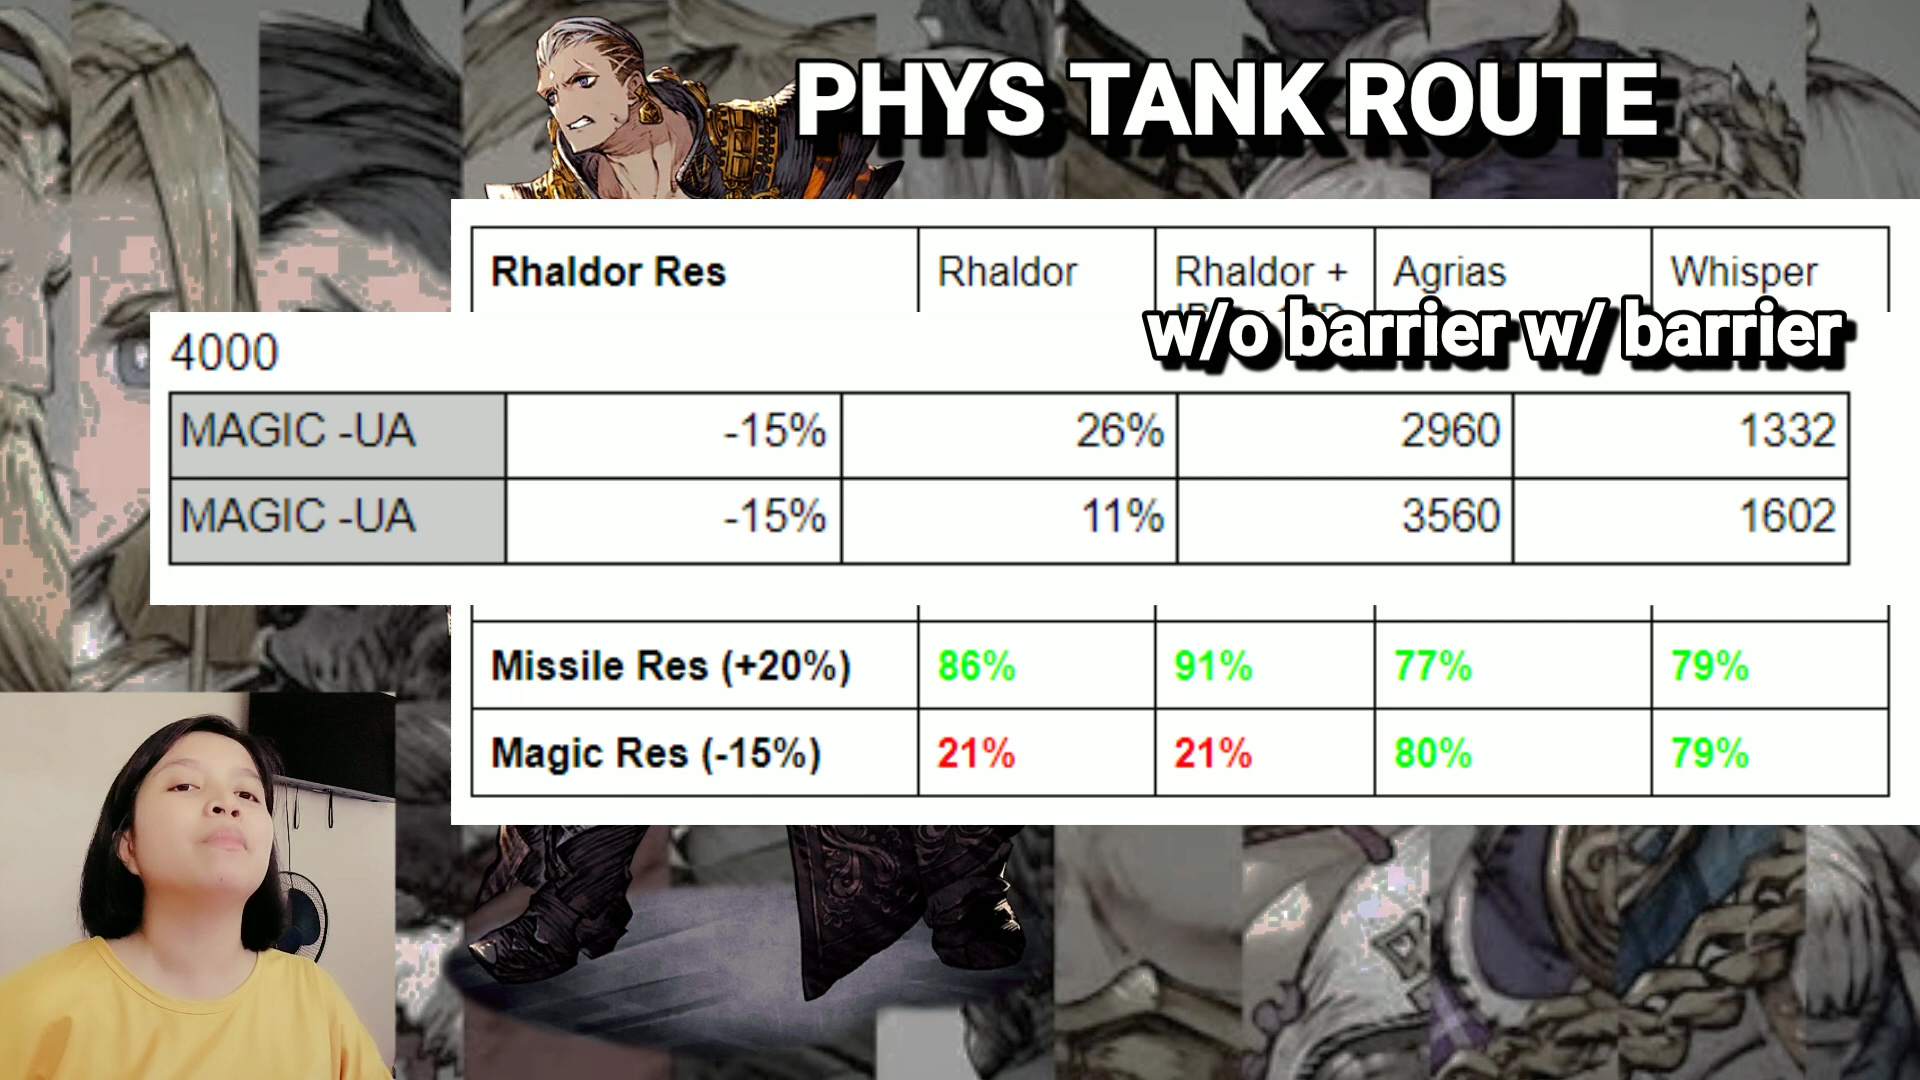 PHYS TANK ROUTE
Rhaldor Res Rhaldor Rhaldor + Agrias Whisper
w/o barrier w/ barrier
4000
MAGIC -UA -15% 26% 2960 1332
MAGIC -UA -15% 11% 3560 1602
Missile Res (+20%) 86% 91% 77% 79%
Magic Res (-15%) 21% 21% 80% 79%